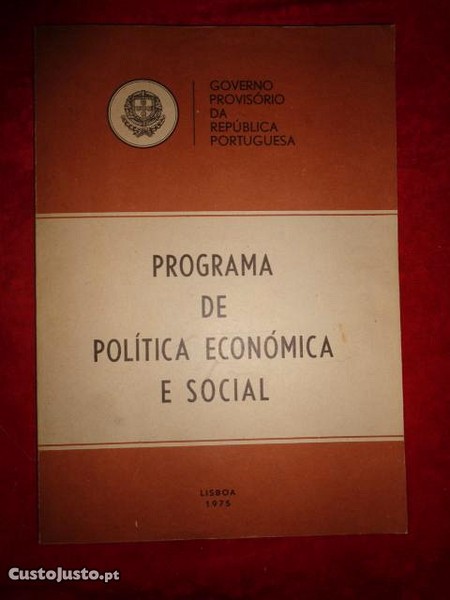 GOVERNO
PROVISÓRIO
DA
REPÚBLICA
PORTUGUESA
PROGRAMA
DE
POLÍTICA ECONÓMICA
E SOCIAL
LISBOA
1975
CustoJusto.pt